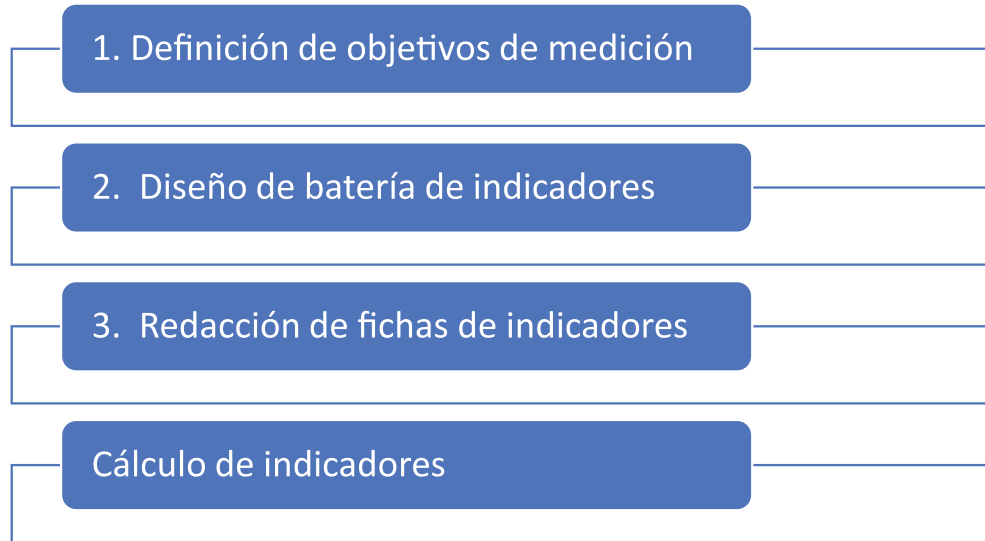 1. Definición de objetivos de medición
2. Diseño de batería de indicadores
3. Redacción de fichas de indicadores
Cálculo de indicadores